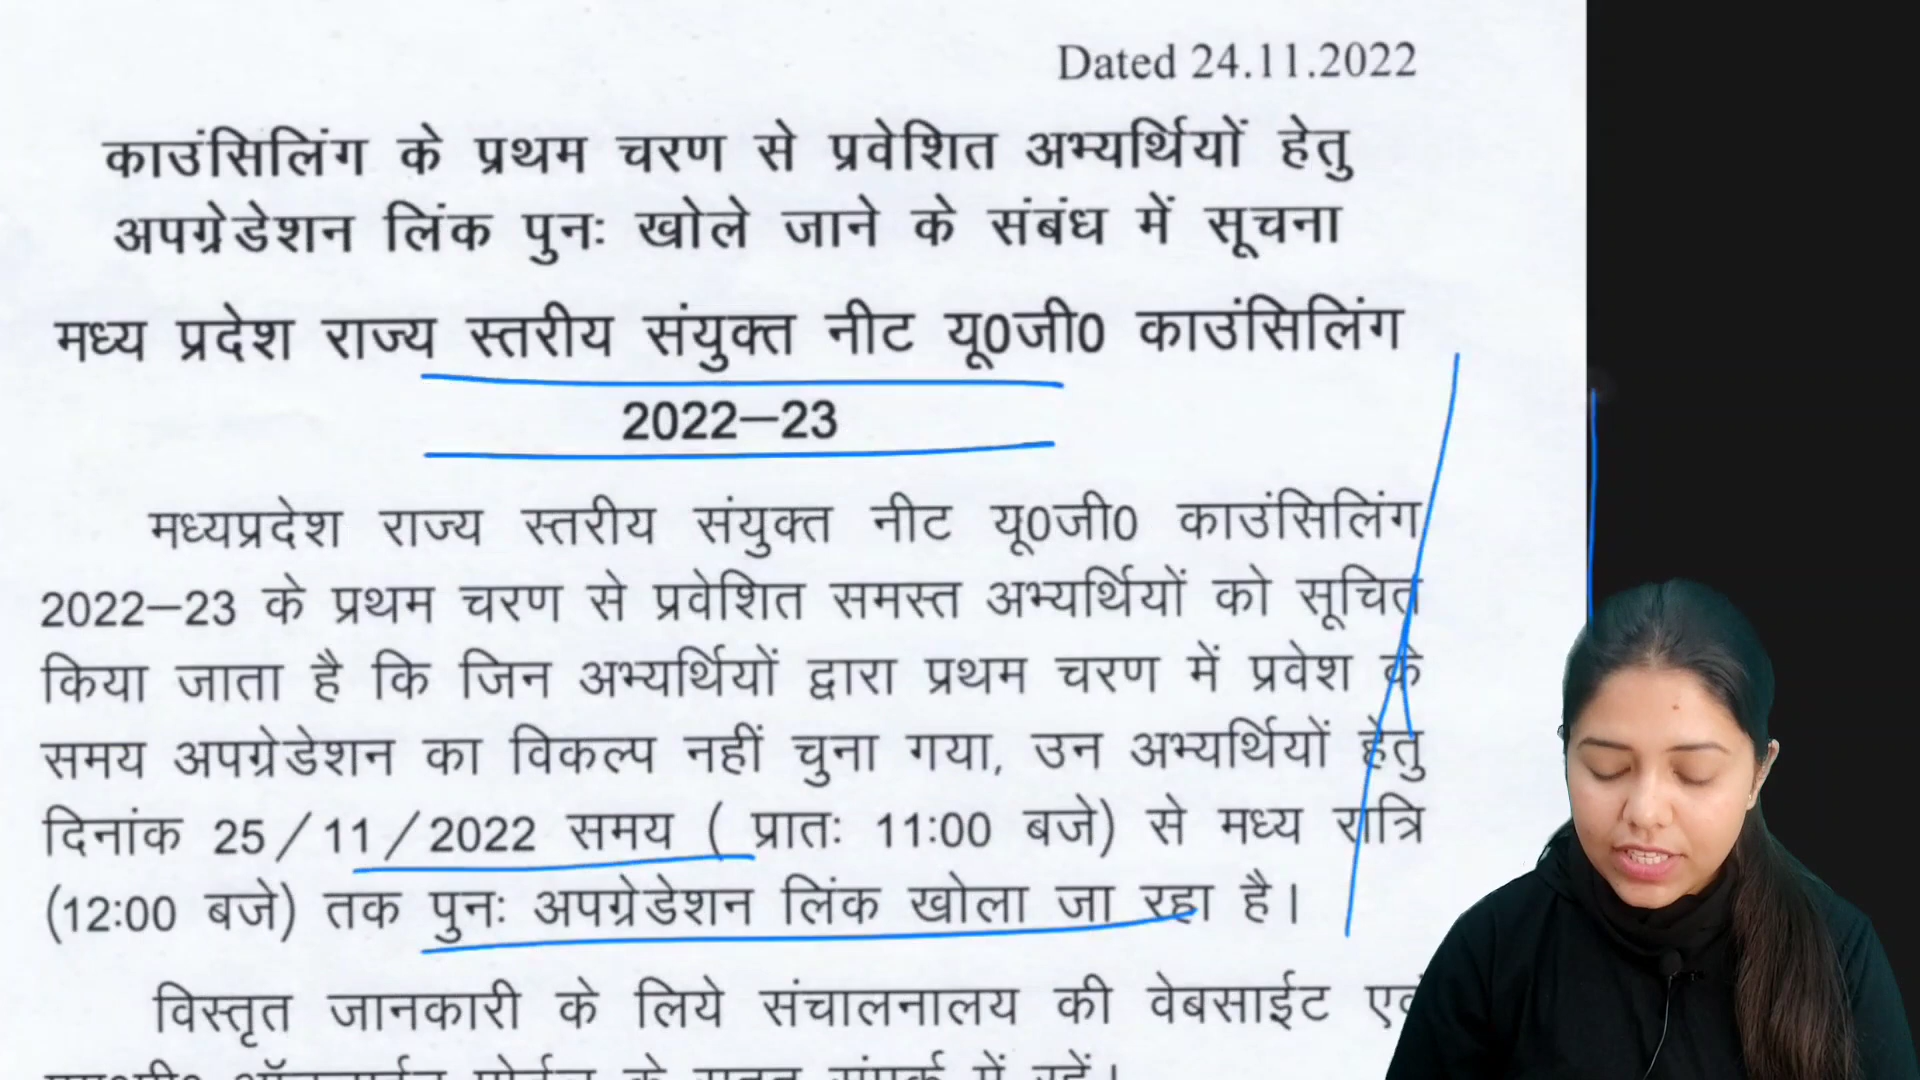 Dated 24.11.2022
काउंसिलिंग के प्रथम चरण से प्रवेशित अभ्यर्थियों हेतु
अपग्रेडेशन लिंक पुनः खोले जाने के संबंध में सूचना
मध्य प्रदेश राज्य स्तरीय संयुक्त नीट यू0जी0 काउंसिलिंग
2022–23
मध्यप्रदेश राज्य स्तरीय संयुक्त नीट यू0जी0 काउंसिलिंग
2022–23 के प्रथम चरण से प्रवेशित समस्त अभ्यर्थियों को सूचित
किया जाता है कि जिन अभ्यर्थियों द्वारा प्रथम चरण में प्रवेश के
समय अपग्रेडेशन का विकल्प नहीं चुना गया, उन अभ्यर्थियों हेतु
दिनांक 25/11/2022 समय ( प्रातः 11:00 बजे) से मध्य रात्रि
(12:00 बजे) तक पुनः अपग्रेडेशन लिंक खोला जा रहा है।
विस्तृत जानकारी के लिये संचालनालय की वेबसाईट